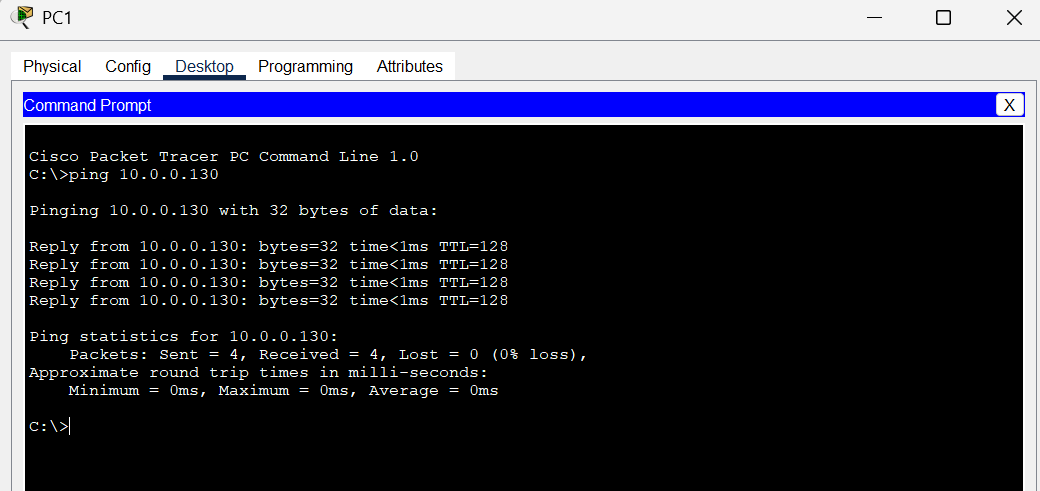 PC1
Physical Config Desktop Programming Attributes
Command Prompt X
Cisco Packet Tracer PC Command Line 1.0
C:\>ping 10.0.0.130
Pinging 10.0.0.130 with 32 bytes of data:
Reply from 10.0.0.130: bytes=32 time<1ms TTL=128
Reply from 10.0.0.130: bytes=32 time<1ms TTL=128
Reply from 10.0.0.130: bytes=32 time<1ms TTL=128
Reply from 10.0.0.130: bytes=32 time<1ms TTL=128
Ping statistics for 10.0.0.130:
    Packets: Sent = 4, Received = 4, Lost = 0 (0% loss),
Approximate round trip times in milli-seconds:
    Minimum = 0ms, Maximum = 0ms, Average = 0ms
C:\>